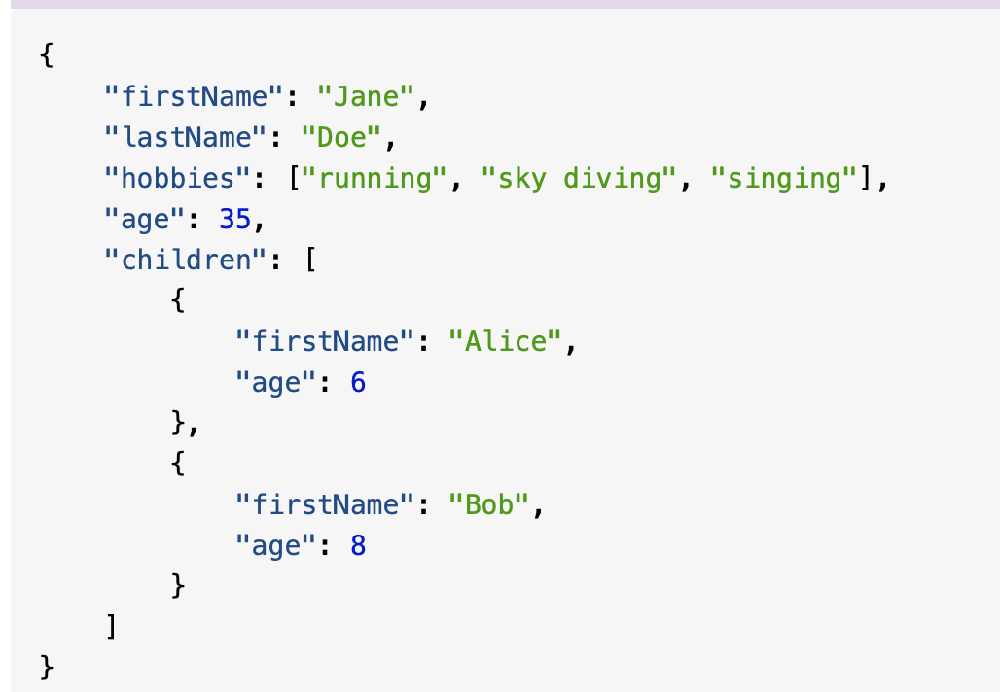 {
    "firstName": "Jane",
    "lastName": "Doe",
    "hobbies": ["running", "sky diving", "singing"],
    "age": 35,
    "children": [
        {
            "firstName": "Alice",
            "age": 6
        },
        {
            "firstName": "Bob",
            "age": 8
        }
    ]
}